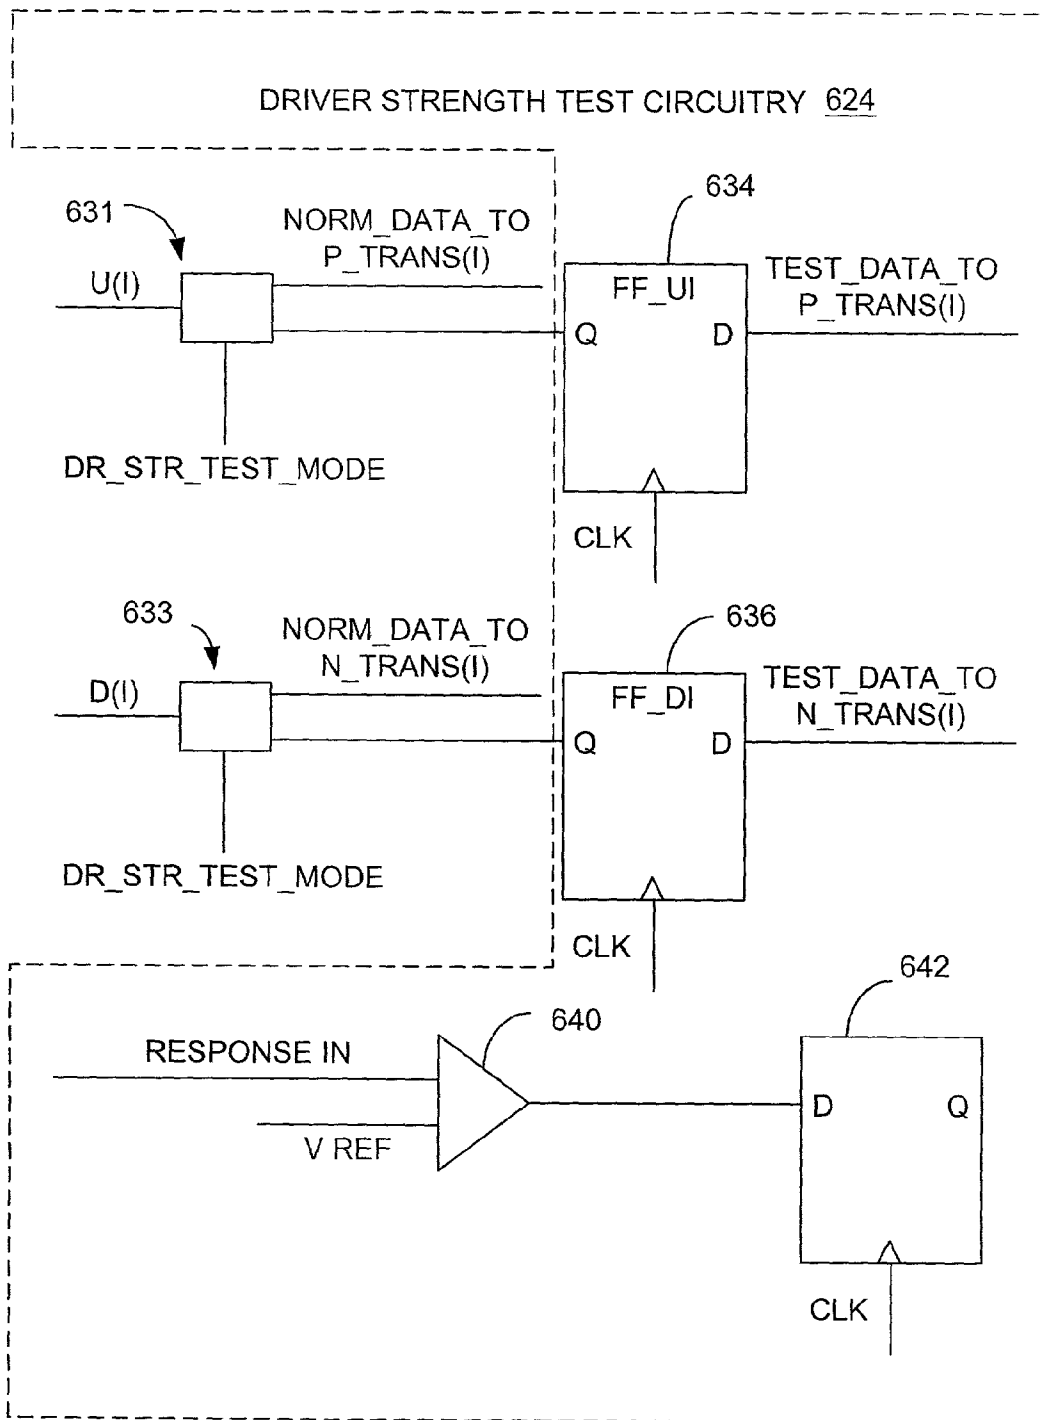 DRIVER STRENGTH TEST CIRCUITRY 624
631
NORM_DATA_TO
P_TRANS(I)
U(I)
DR_STR_TEST_MODE
634
FF_UI
Q D
CLK
TEST_DATA_TO
P_TRANS(I)
633
NORM_DATA_TO
N_TRANS(I)
D(I)
DR_STR_TEST_MODE
636
FF_DI
Q D
CLK
TEST_DATA_TO
N_TRANS(I)
RESPONSE IN
V REF
640
642
D Q
CLK